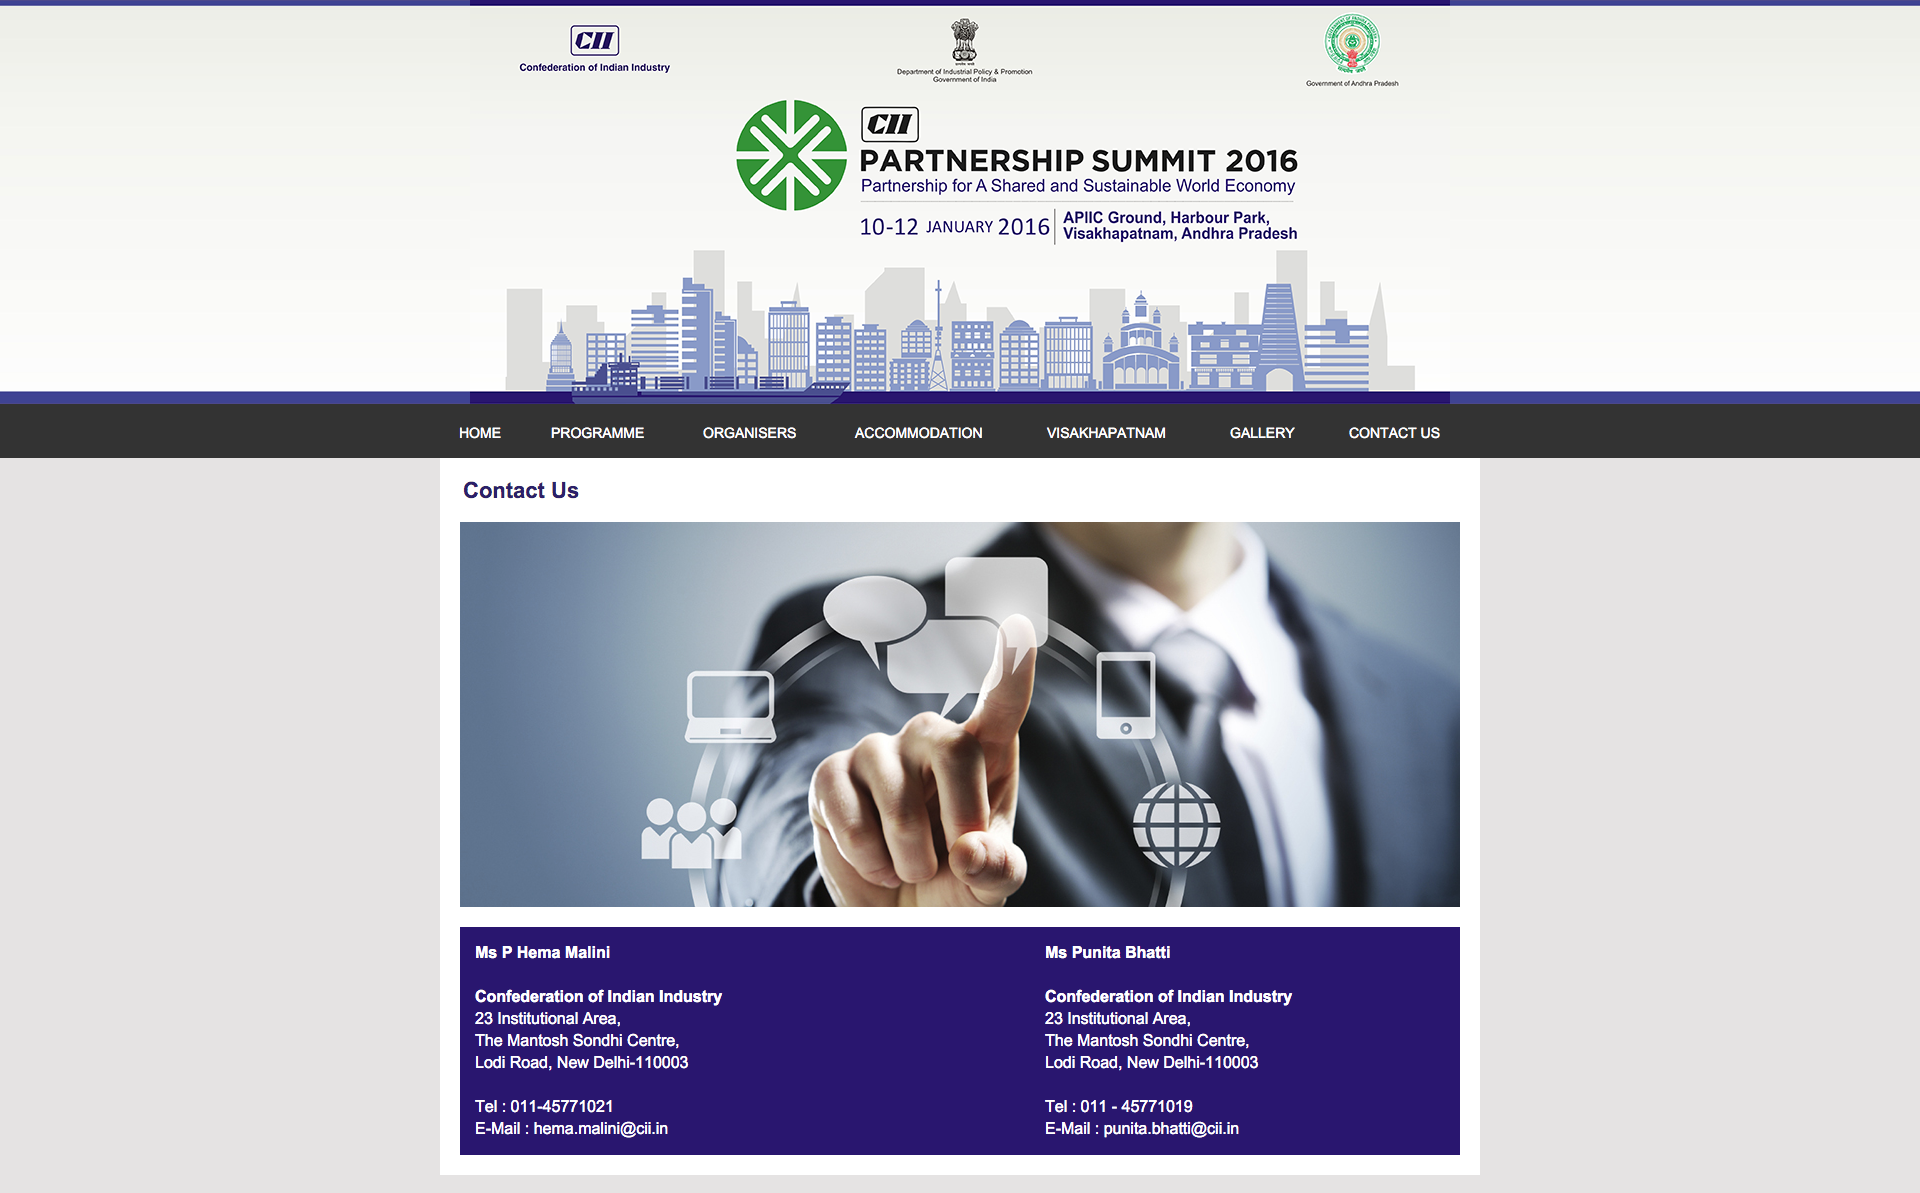 CII
Confederation of Indian Industry
Department of Industrial Policy & Promotion
Government of India
Government of Andhra Pradesh
CII
PARTNERSHIP SUMMIT 2016
Partnership for A Shared and Sustainable World Economy
10-12 JANUARY 2016
APIIC Ground, Harbour Park,
Visakhapatnam, Andhra Pradesh
HOME PROGRAMME ORGANISERS ACCOMMODATION VISAKHAPATNAM GALLERY CONTACT US
Contact Us
Ms P Hema Malini
Confederation of Indian Industry
23 Institutional Area,
The Mantosh Sondhi Centre,
Lodi Road, New Delhi-110003
Tel : 011-45771021
E-Mail : hema.malini@cii.in
Ms Punita Bhatti
Confederation of Indian Industry
23 Institutional Area,
The Mantosh Sondhi Centre,
Lodi Road, New Delhi-110003
Tel : 011 - 45771019
E-Mail : punita.bhatti@cii.in